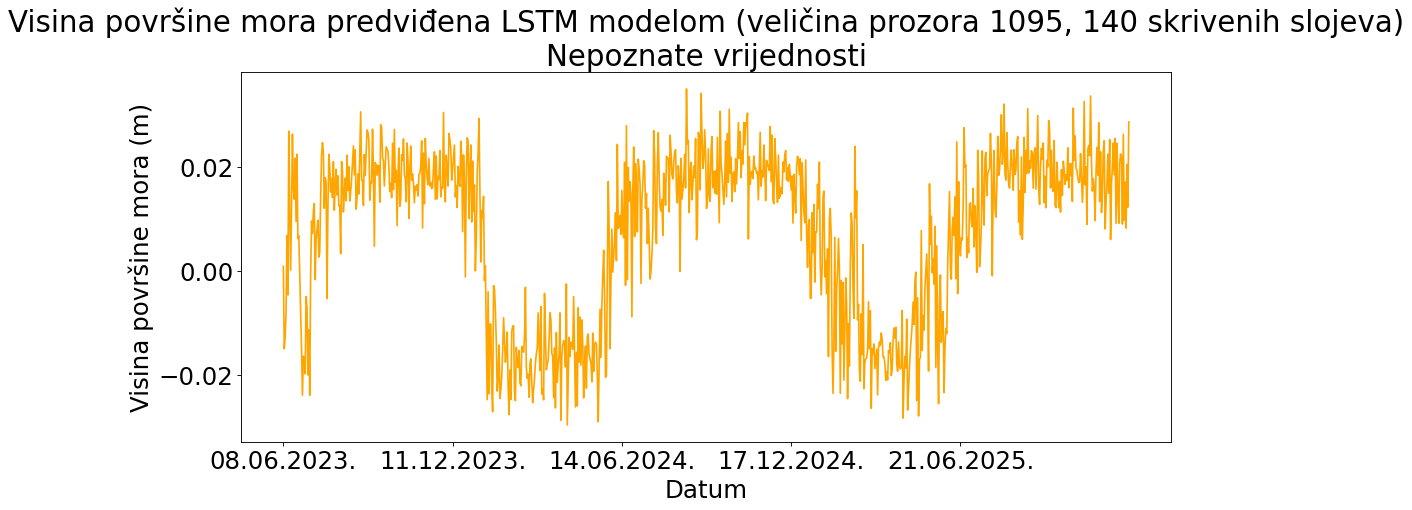 Visina površine mora predviđena LSTM modelom (veličina prozora 1095, 140 skrivenih slojeva)
Nepoznate vrijednosti
Visina površine mora (m)
0.02
0.00
−0.02
08.06.2023. 11.12.2023. 14.06.2024. 17.12.2024. 21.06.2025.
Datum